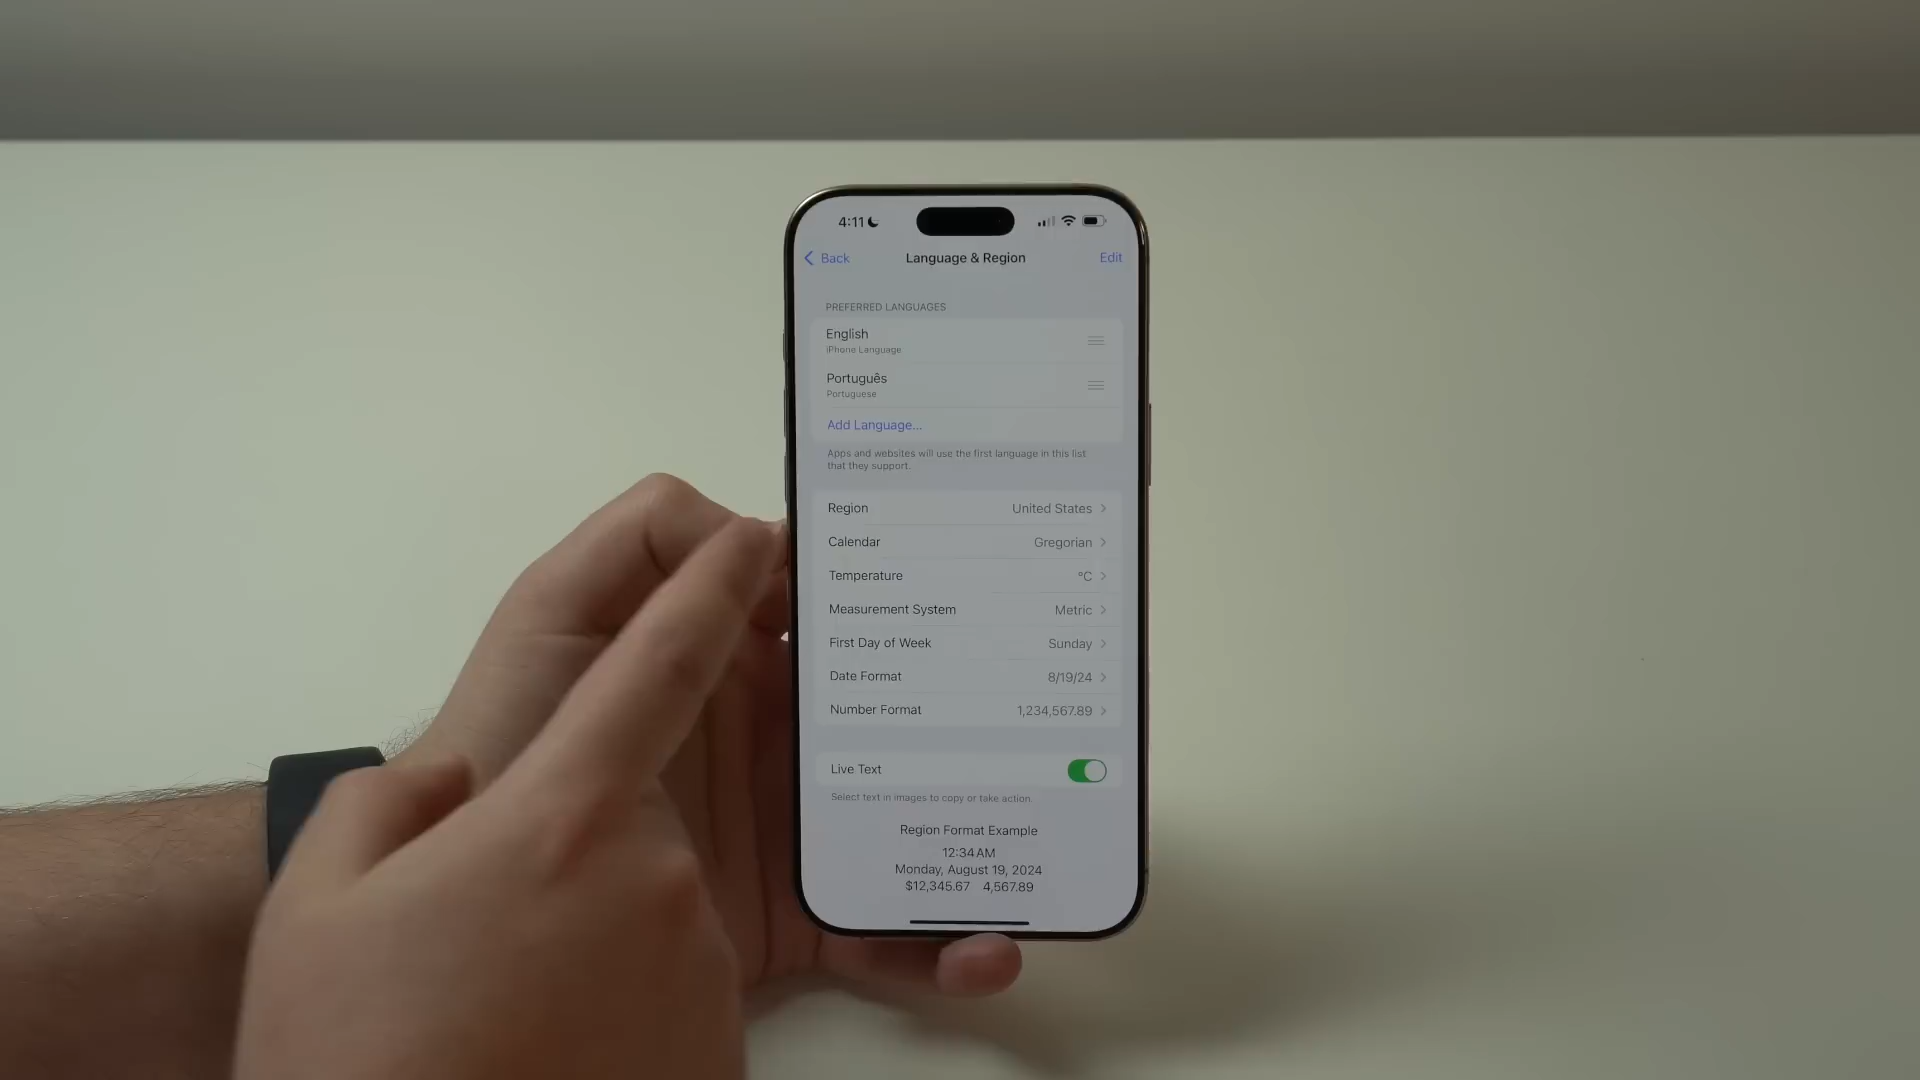 4:11
Back Language & Region Edit
PREFERRED LANGUAGES
English
iPhone Language
Português
Portuguese
Add Language...
Apps and websites will use the first language in this list
that they support.
Region United States
Calendar Gregorian
Temperature °C
Measurement System Metric
First Day of Week Sunday
Date Format 8/19/24
Number Format 1,234,567.89
Live Text
Select text in images to copy or take action.
Region Format Example
12:34 AM
Monday, August 19, 2024
$12,345.67 4,567.89